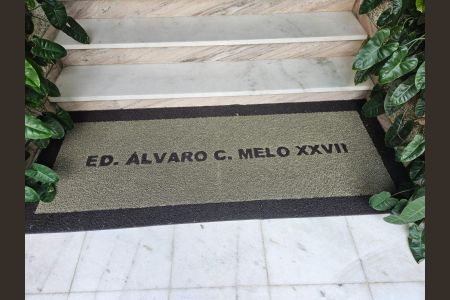 ED. ÁLVARO C. MELO XXVII